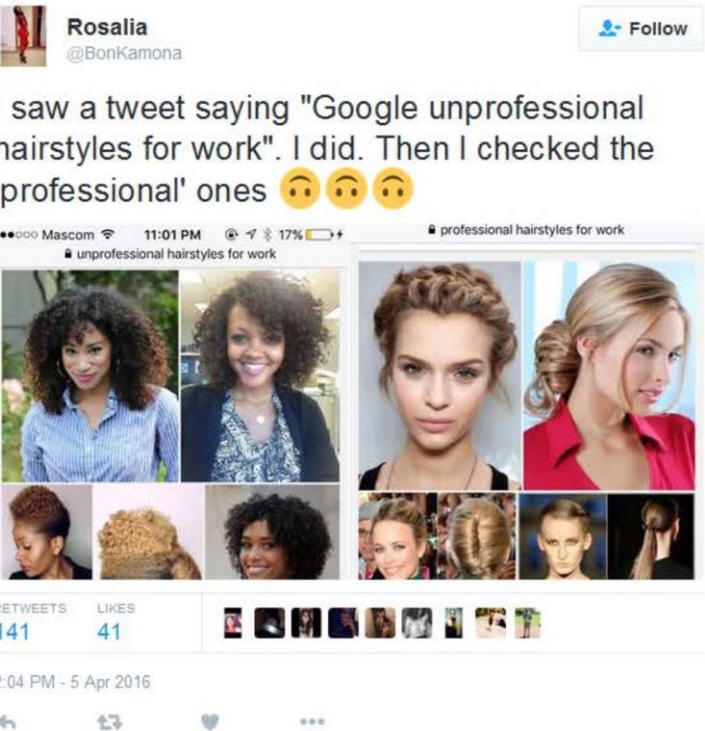 Rosalia
@BonKamona
Follow
saw a tweet saying "Google unprofessional
hairstyles for work". I did. Then I checked the
professional' ones 🙃🙃🙃
●●○○○ Mascom 11:01 PM 17%
unprofessional hairstyles for work
professional hairstyles for work
RETWEETS LIKES
141 41
:04 PM - 5 Apr 2016